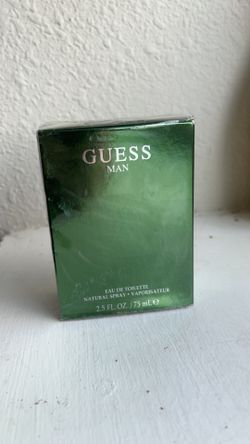 GUESS
MAN
EAU DE TOILETTE
NATURAL SPRAY • VAPORISATEUR
2.5 FL. OZ. / 75 mL ℮